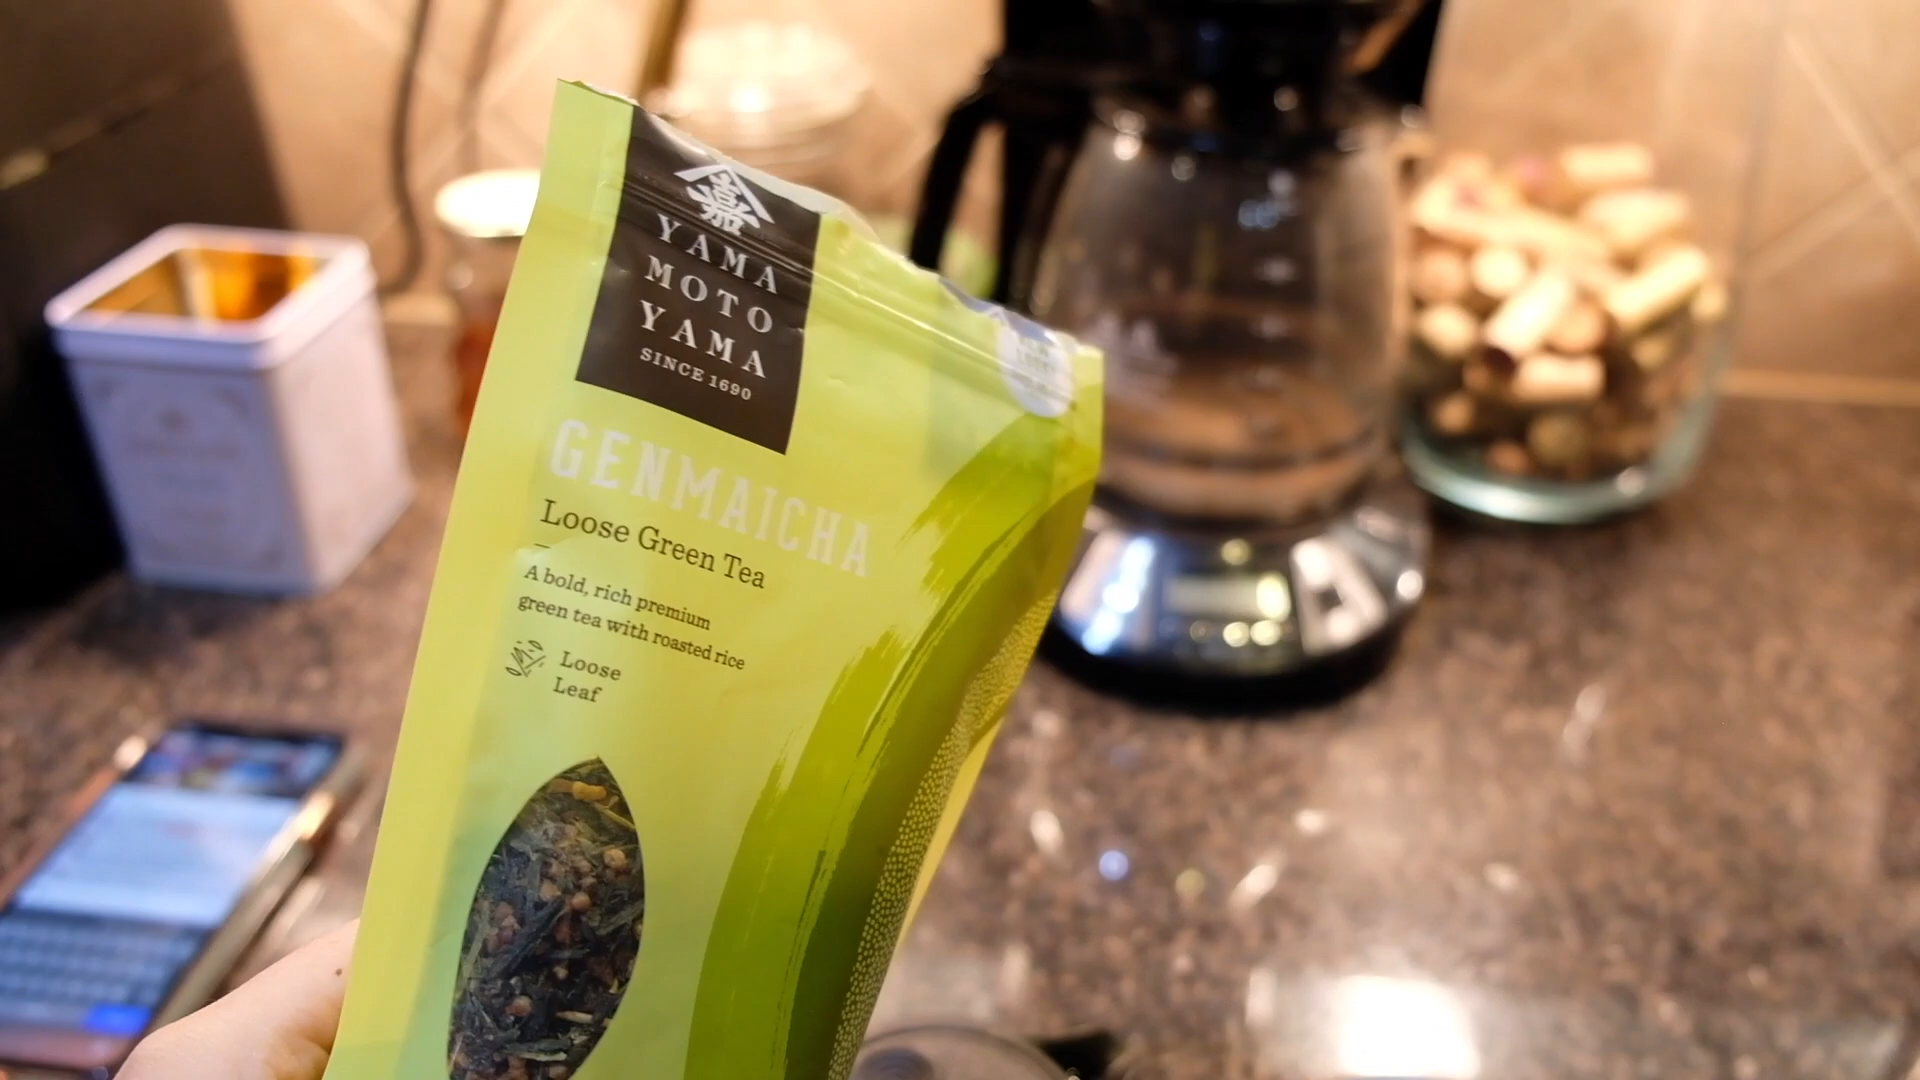 嘉
YAMA
MOTO
YAMA
SINCE 1690
GENMAICHA
Loose Green Tea
A bold, rich premium
green tea with roasted rice
Loose
Leaf